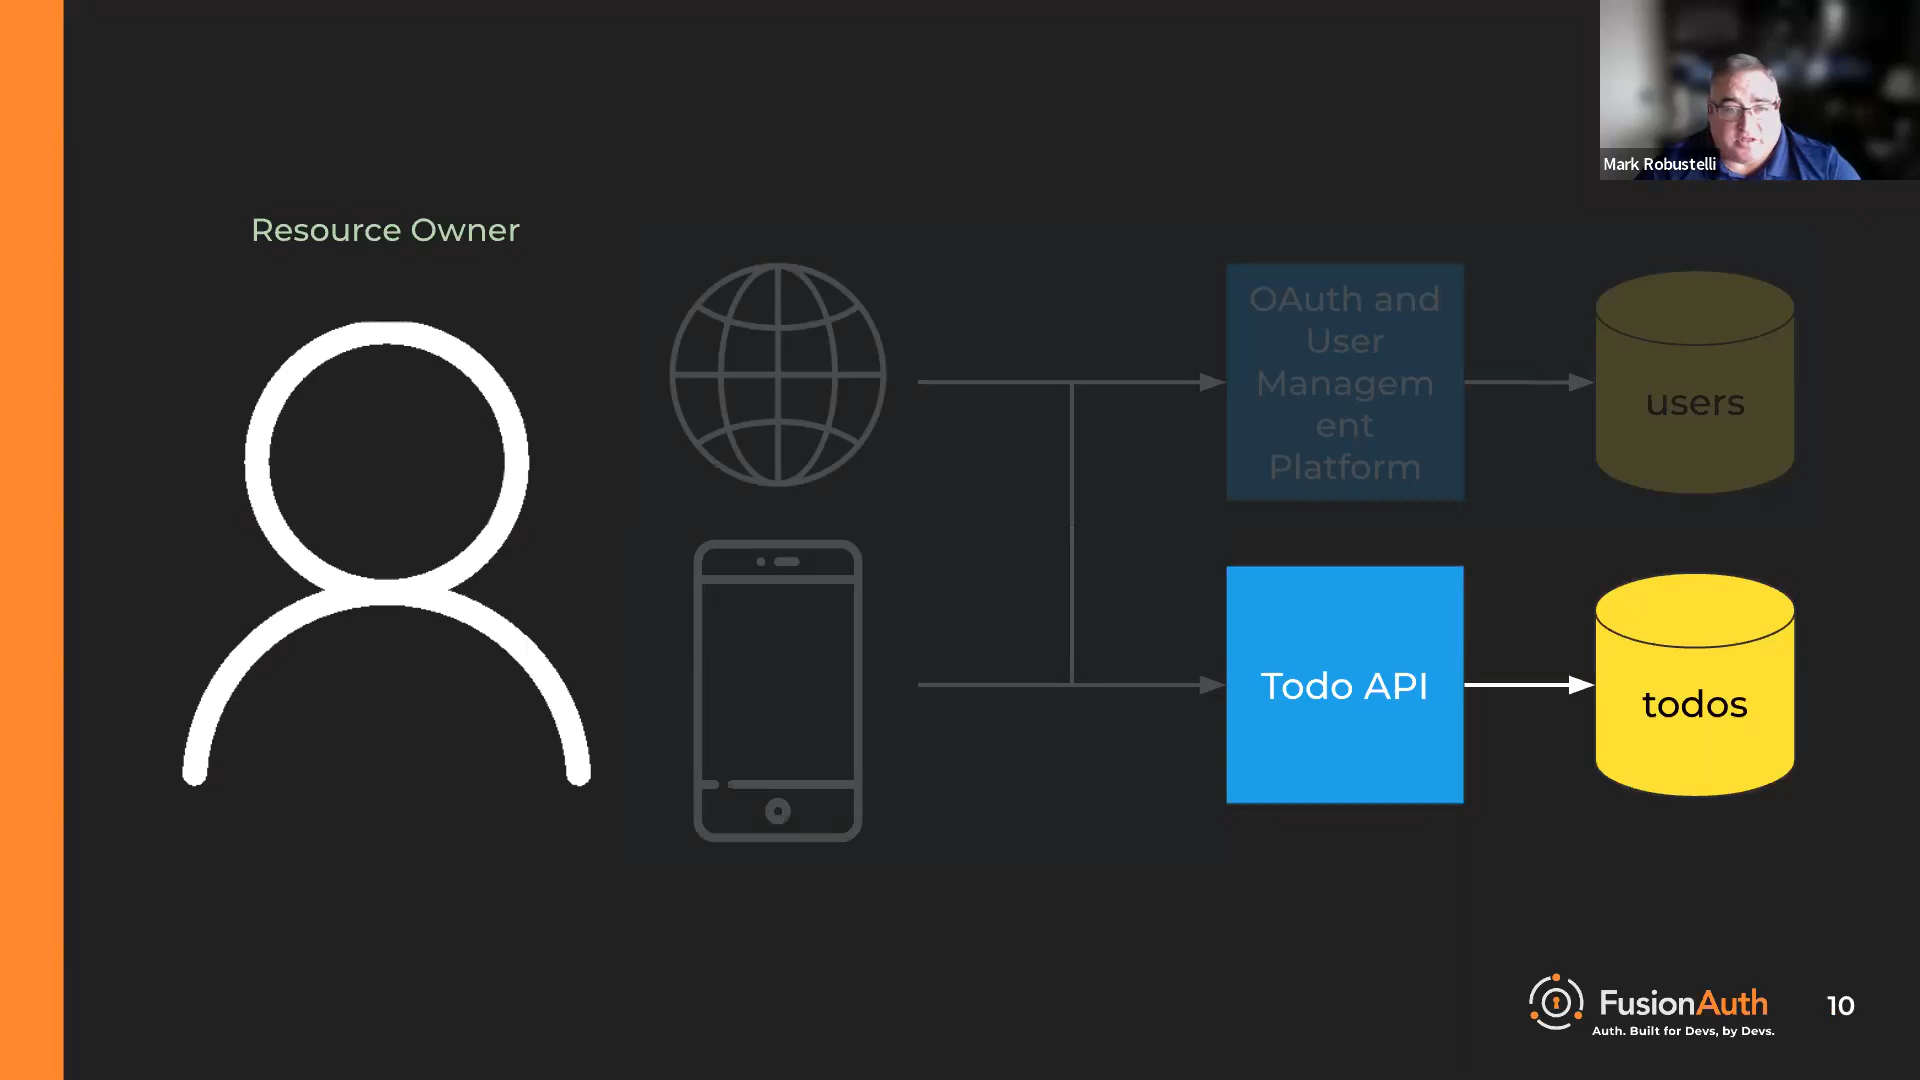 Mark Robustelli
Resource Owner
OAuth and
User
Managem
ent
Platform
users
Todo API
todos
FusionAuth
Auth. Built for Devs, by Devs.
10